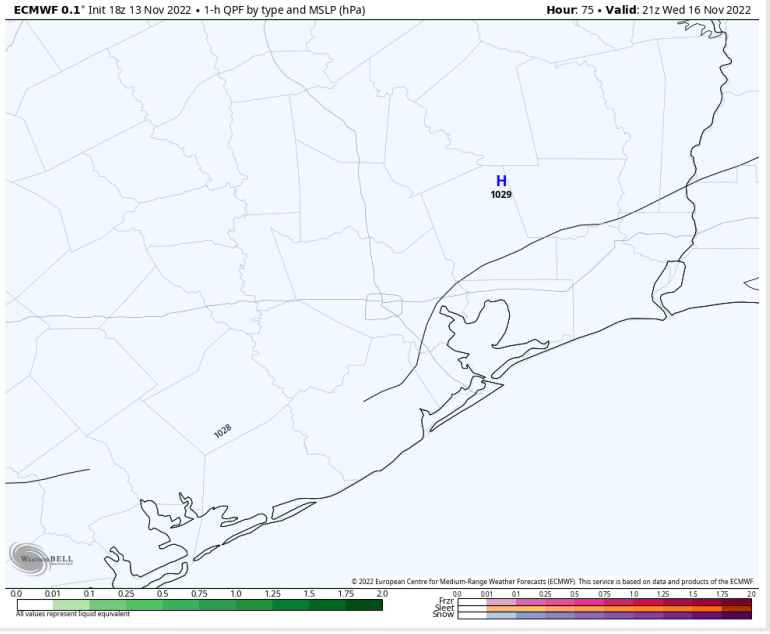 ECMWF 0.1° Init 18z 13 Nov 2022 • 1-h QPF by type and MSLP (hPa)
Hour: 75 • Valid: 21z Wed 16 Nov 2022
H
1029
1028
WEATHERBELL
© 2022 European Centre for Medium-Range Weather Forecasts (ECMWF). This service is based on data and products of the ECMWF.
0.0 0.01 0.1 0.25 0.5 0.75 1.0 1.25 1.5 1.75 2.0
All values represent liquid equivalent
0.0 0.01 0.1 0.25 0.5 0.75 1.0 1.25 1.5 1.75 2.0
Frzr
Sleet
Snow